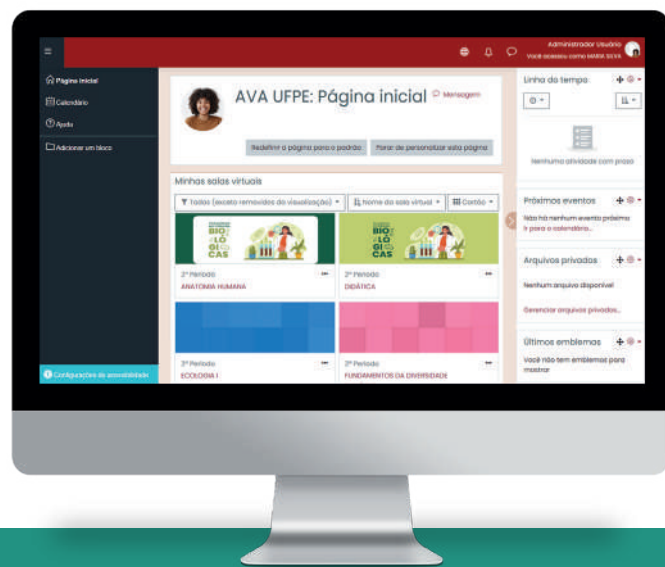 Administrador Usuário
Você acessou como MARIA SILVA
Página inicial
Calendário
Ajuda
Adicionar um bloco
Configurações de acessibilidade
AVA UFPE: Página inicial
Mensagem
Redefinir a página para o padrão
Parar de personalizar esta página
Minhas salas virtuais
Todas (exceto removidos da visualização)
Nome da sala virtual
Cartão
BIO
LÓ
GI
CAS
2º Período
ANATOMIA HUMANA
BIO
LÓ
GI
CAS
2º Período
DIDÁTICA
2º Período
ECOLOGIA I
2º Período
FUNDAMENTOS DA DIVERSIDADE
Linha do tempo
Nenhuma atividade com prazo
Próximos eventos
Não há nenhum evento próximo
Ir para o calendário...
Arquivos privados
Nenhum arquivo disponível
Gerenciar arquivos privados...
Últimos emblemas
Você não tem emblemas para
mostrar